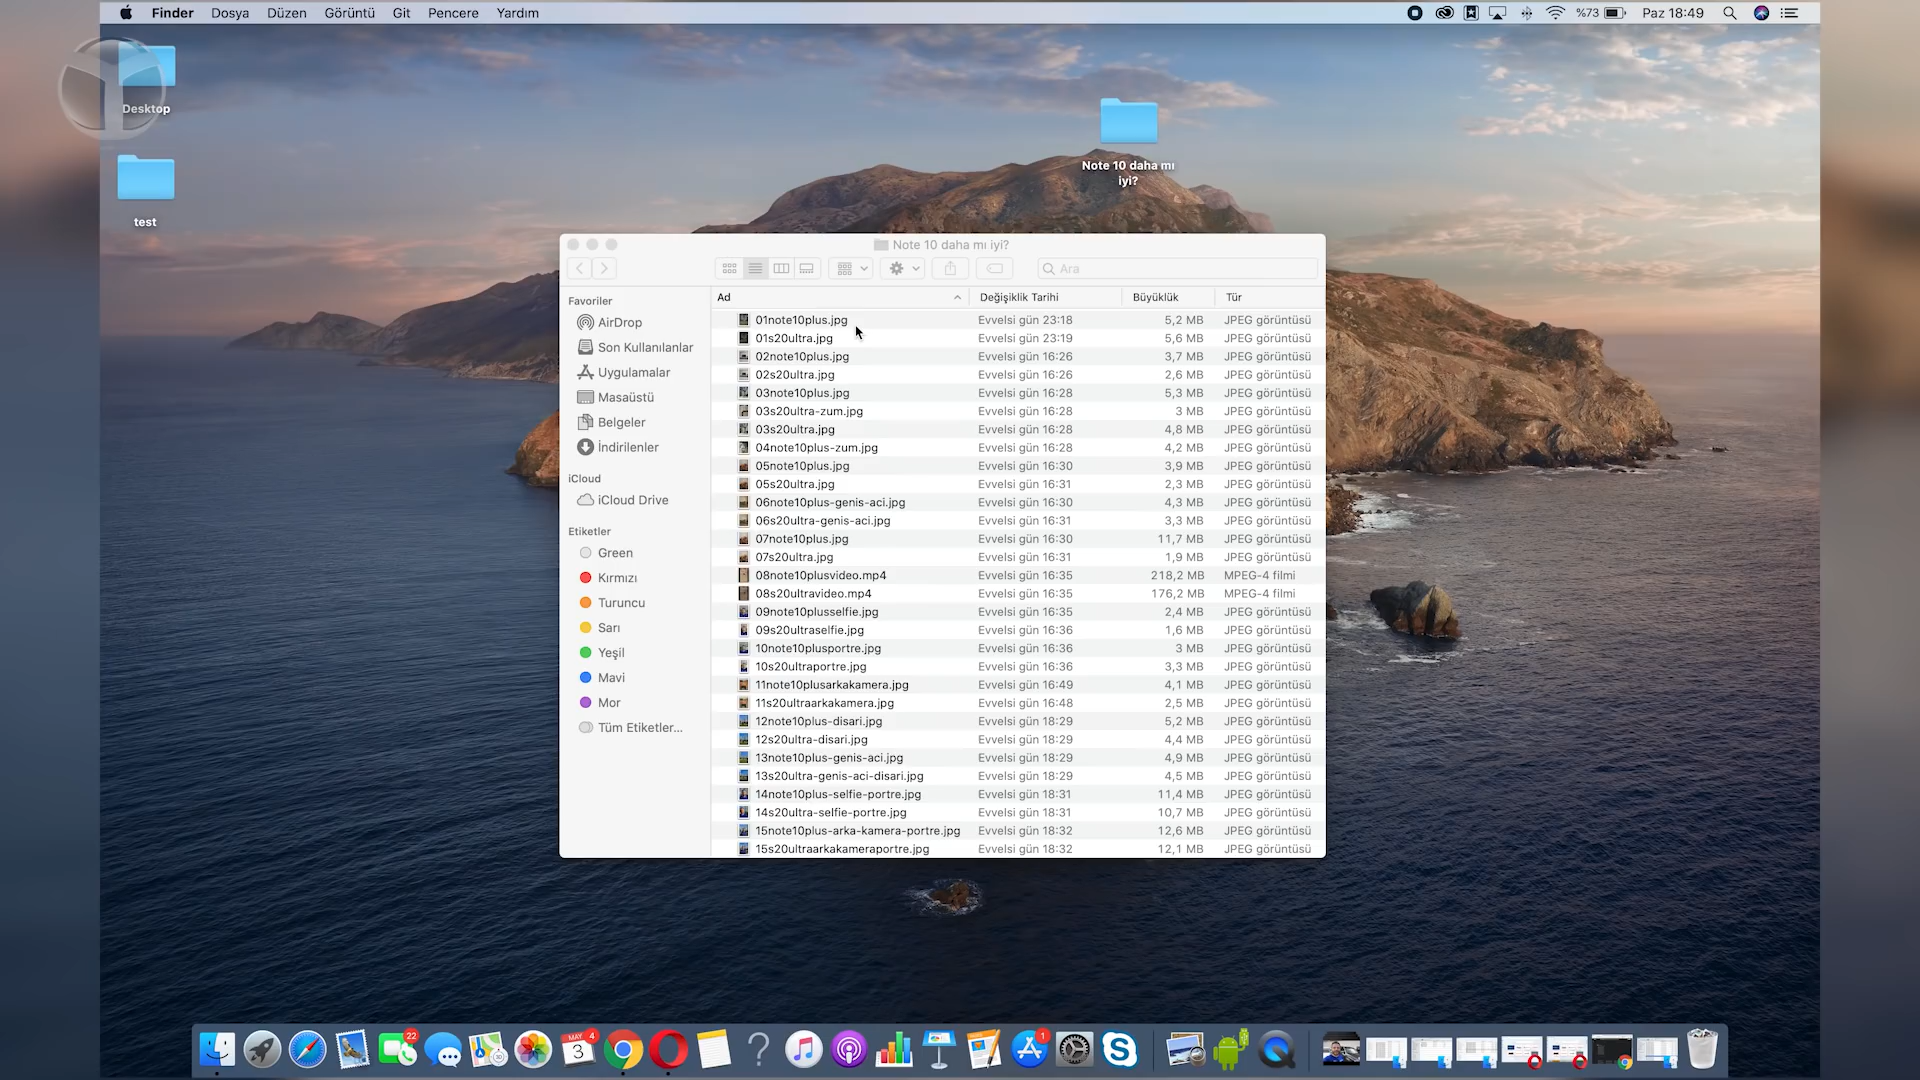 Finder Dosya Düzen Görüntü Git Pencere Yardım %73 Paz 18:49
Desktop
test
Note 10 daha mı
iyi?
Note 10 daha mı iyi?
Ara
Favoriler
AirDrop
Son Kullanılanlar
Uygulamalar
Masaüstü
Belgeler
İndirilenler
iCloud
iCloud Drive
Etiketler
Green
Kırmızı
Turuncu
Sarı
Yeşil
Mavi
Mor
Tüm Etiketler...
Ad Değişiklik Tarihi Büyüklük Tür
01note10plus.jpg Evvelsi gün 23:18 5,2 MB JPEG görüntüsü
01s20ultra.jpg Evvelsi gün 23:19 5,6 MB JPEG görüntüsü
02note10plus.jpg Evvelsi gün 16:26 3,7 MB JPEG görüntüsü
02s20ultra.jpg Evvelsi gün 16:26 2,6 MB JPEG görüntüsü
03note10plus.jpg Evvelsi gün 16:28 5,3 MB JPEG görüntüsü
03s20ultra-zum.jpg Evvelsi gün 16:28 3 MB JPEG görüntüsü
03s20ultra.jpg Evvelsi gün 16:28 4,8 MB JPEG görüntüsü
04note10plus-zum.jpg Evvelsi gün 16:28 4,2 MB JPEG görüntüsü
05note10plus.jpg Evvelsi gün 16:30 3,9 MB JPEG görüntüsü
05s20ultra.jpg Evvelsi gün 16:31 2,3 MB JPEG görüntüsü
06note10plus-genis-aci.jpg Evvelsi gün 16:30 4,3 MB JPEG görüntüsü
06s20ultra-genis-aci.jpg Evvelsi gün 16:31 3,3 MB JPEG görüntüsü
07note10plus.jpg Evvelsi gün 16:30 11,7 MB JPEG görüntüsü
07s20ultra.jpg Evvelsi gün 16:31 1,9 MB JPEG görüntüsü
08note10plusvideo.mp4 Evvelsi gün 16:35 218,2 MB MPEG-4 filmi
08s20ultravideo.mp4 Evvelsi gün 16:35 176,2 MB MPEG-4 filmi
09note10plusselfie.jpg Evvelsi gün 16:35 2,4 MB JPEG görüntüsü
09s20ultraselfie.jpg Evvelsi gün 16:36 1,6 MB JPEG görüntüsü
10note10plusportre.jpg Evvelsi gün 16:36 3 MB JPEG görüntüsü
10s20ultraportre.jpg Evvelsi gün 16:36 3,3 MB JPEG görüntüsü
11note10plusarkakamera.jpg Evvelsi gün 16:49 4,1 MB JPEG görüntüsü
11s20ultraarkakamera.jpg Evvelsi gün 16:48 2,5 MB JPEG görüntüsü
12note10plus-disari.jpg Evvelsi gün 18:29 5,2 MB JPEG görüntüsü
12s20ultra-disari.jpg Evvelsi gün 18:29 4,4 MB JPEG görüntüsü
13note10plus-genis-aci.jpg Evvelsi gün 18:29 4,9 MB JPEG görüntüsü
13s20ultra-genis-aci-disari.jpg Evvelsi gün 18:29 4,5 MB JPEG görüntüsü
14note10plus-selfie-portre.jpg Evvelsi gün 18:31 11,4 MB JPEG görüntüsü
14s20ultra-selfie-portre.jpg Evvelsi gün 18:31 10,7 MB JPEG görüntüsü
15note10plus-arka-kamera-portre.jpg Evvelsi gün 18:32 12,6 MB JPEG görüntüsü
15s20ultraarkakameraportre.jpg Evvelsi gün 18:32 12,1 MB JPEG görüntüsü
22
MAY 4
3
1